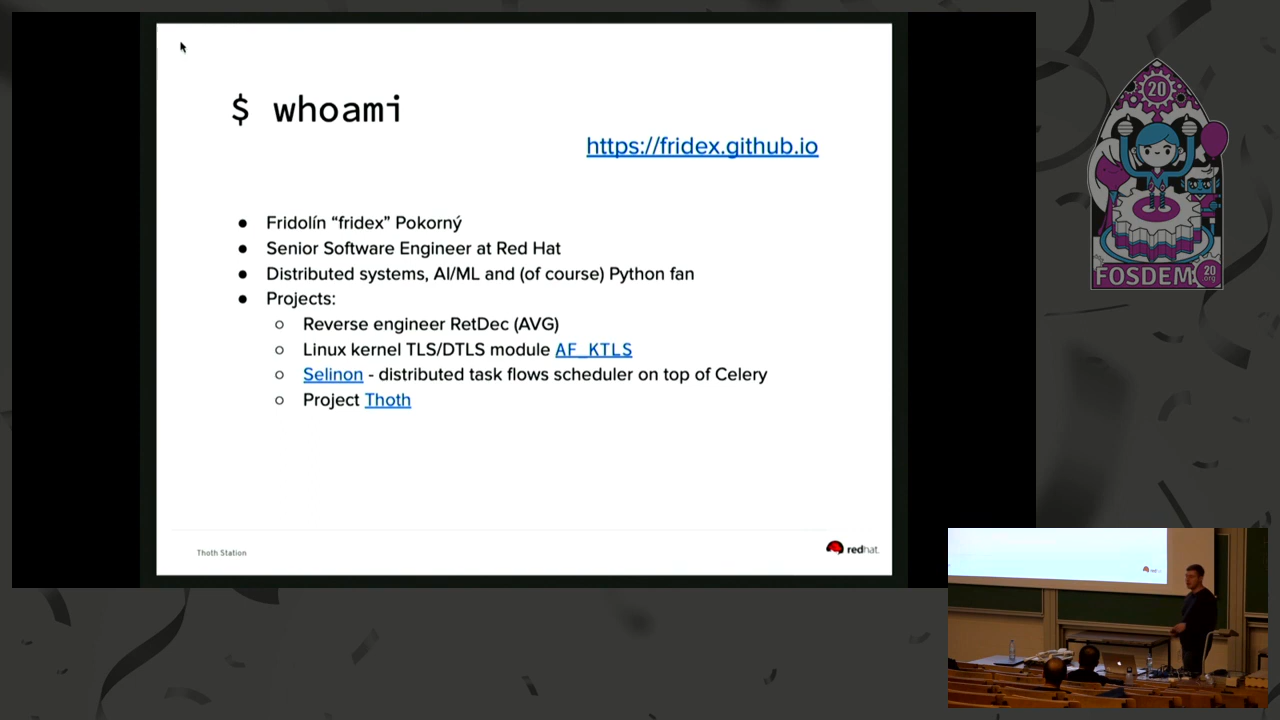 $ whoami
https://fridex.github.io
● Fridolín “fridex” Pokorný
● Senior Software Engineer at Red Hat
● Distributed systems, AI/ML and (of course) Python fan
● Projects:
○ Reverse engineer RetDec (AVG)
○ Linux kernel TLS/DTLS module AF_KTLS
○ Selinon - distributed task flows scheduler on top of Celery
○ Project Thoth
Thoth Station
redhat.
20
FOSDEM
20
.org